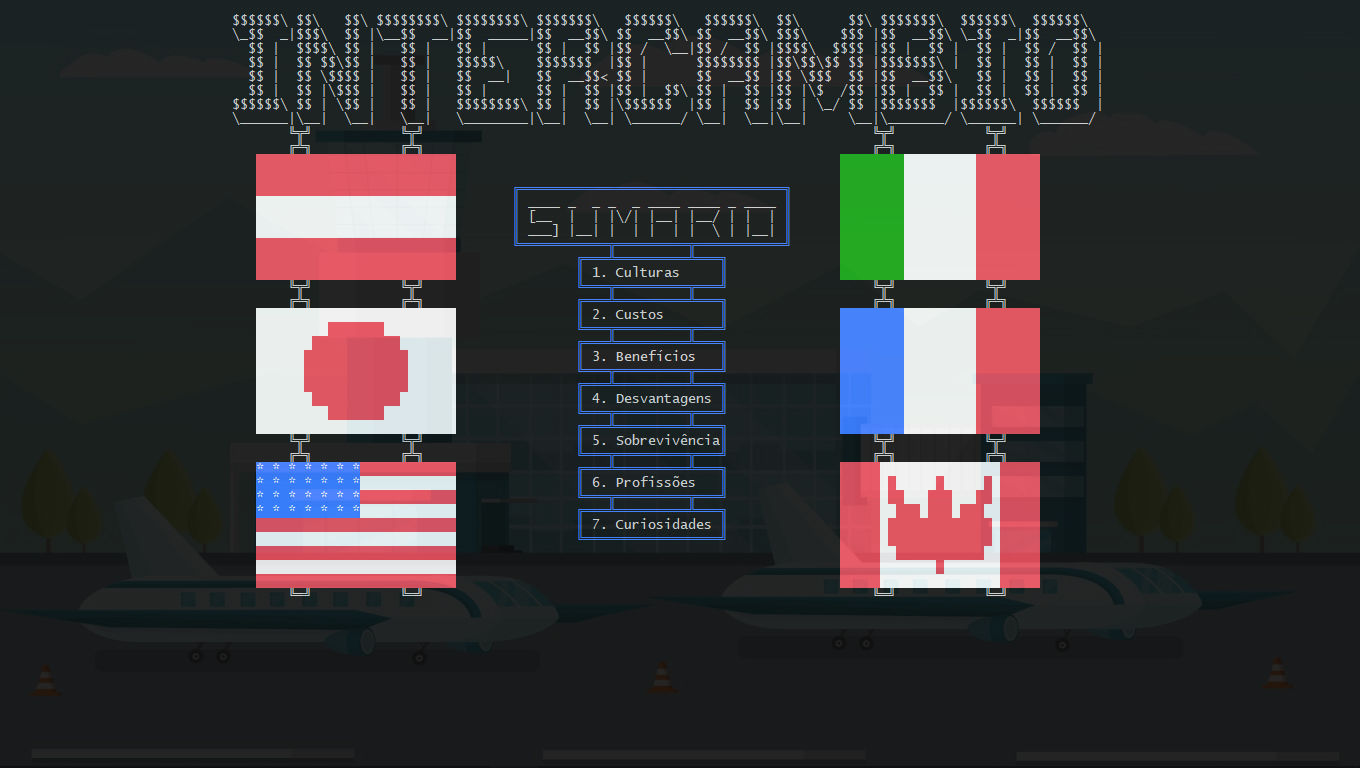 INTERCAMBIO
SUMARIO
1. Culturas
2. Custos
3. Benefícios
4. Desvantagens
5. Sobrevivência
6. Profissões
7. Curiosidades